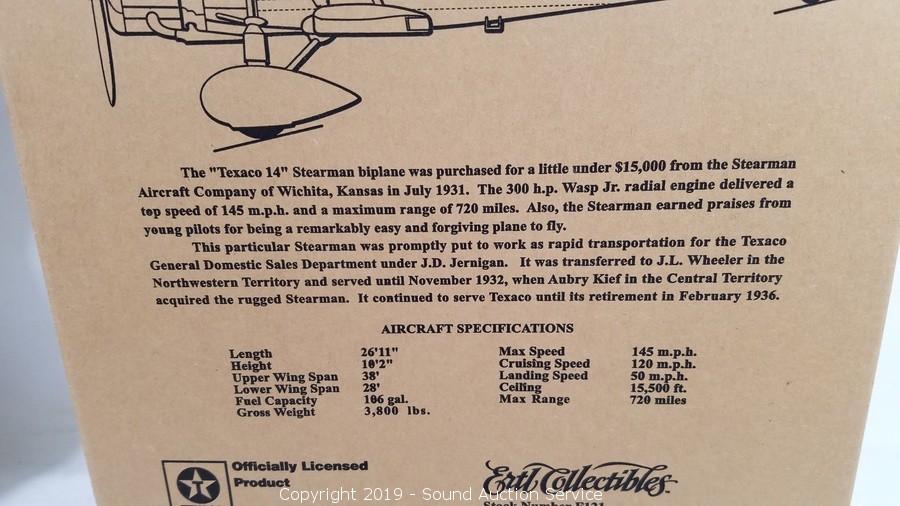 The "Texaco 14" Stearman biplane was purchased for a little under $15,000 from the Stearman
Aircraft Company of Wichita, Kansas in July 1931. The 300 h.p. Wasp Jr. radial engine delivered a
top speed of 145 m.p.h. and a maximum range of 720 miles. Also, the Stearman earned praises from
young pilots for being a remarkably easy and forgiving plane to fly.
This particular Stearman was promptly put to work as rapid transportation for the Texaco
General Domestic Sales Department under J.D. Jernigan. It was transferred to J.L. Wheeler in the
Northwestern Territory and served until November 1932, when Aubry Kief in the Central Territory
acquired the rugged Stearman. It continued to serve Texaco until its retirement in February 1936.
AIRCRAFT SPECIFICATIONS
Length 26'11"
Height 10'2"
Upper Wing Span 38'
Lower Wing Span 28'
Fuel Capacity 106 gal.
Gross Weight 3,800 lbs.
Max Speed 145 m.p.h.
Cruising Speed 120 m.p.h.
Landing Speed 50 m.p.h.
Ceiling 15,500 ft.
Max Range 720 miles
T
Officially Licensed
Product
Ertl Collectibles
Stock Number F121
Copyright 2019 - Sound Auction Service